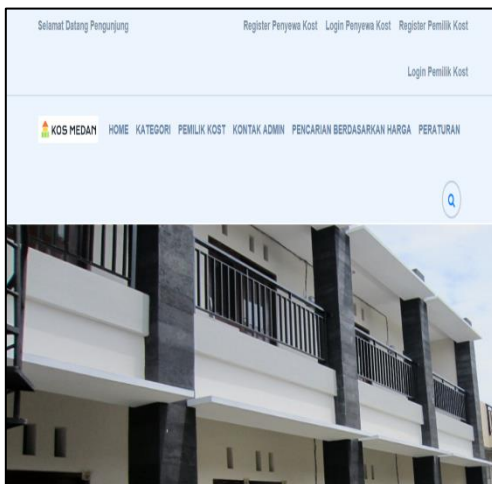 Selamat Datang Pengunjung
Register Penyewa Kost Login Penyewa Kost Register Pemilik Kost
Login Pemilik Kost
KOS MEDAN HOME KATEGORI PEMILIK KOST KONTAK ADMIN PENCARIAN BERDASARKAN HARGA PERATURAN